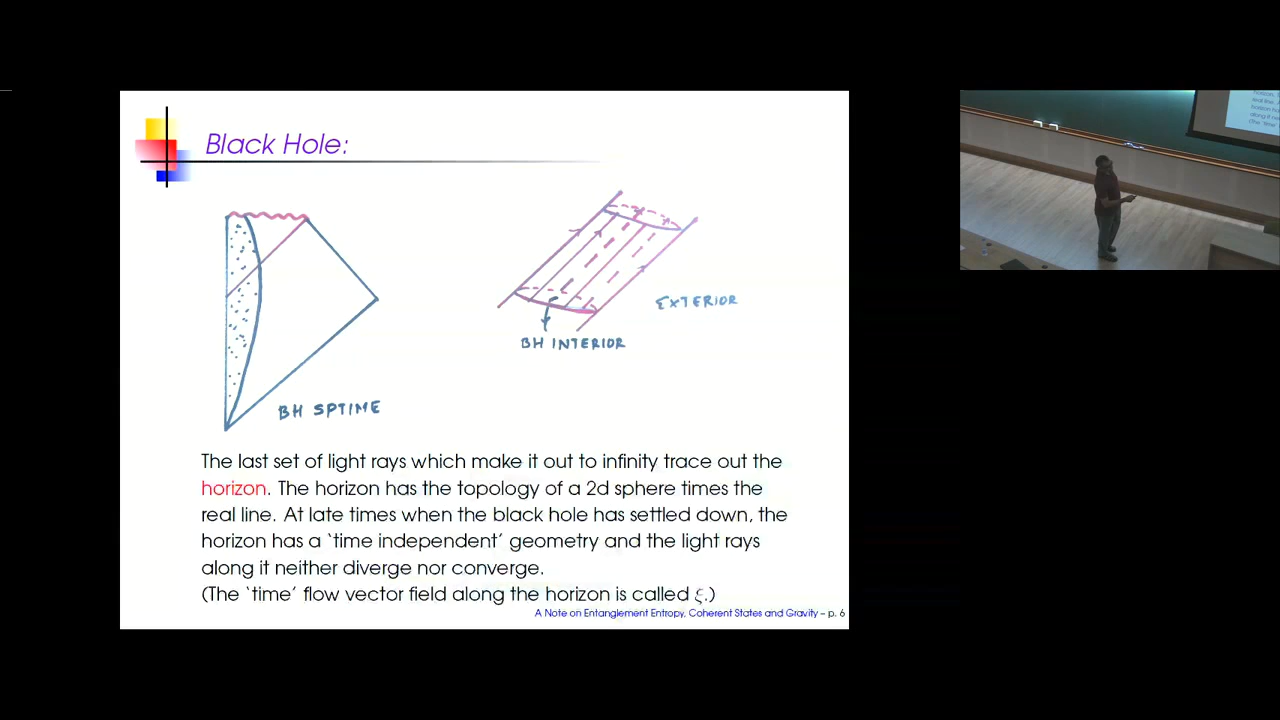 Black Hole:
EXTERIOR
BH INTERIOR
BH SPTIME
The last set of light rays which make it out to infinity trace out the
horizon. The horizon has the topology of a 2d sphere times the
real line. At late times when the black hole has settled down, the
horizon has a ‘time independent’ geometry and the light rays
along it neither diverge nor converge.
(The ‘time’ flow vector field along the horizon is called ξ.)
A Note on Entanglement Entropy, Coherent States and Gravity – p. 6